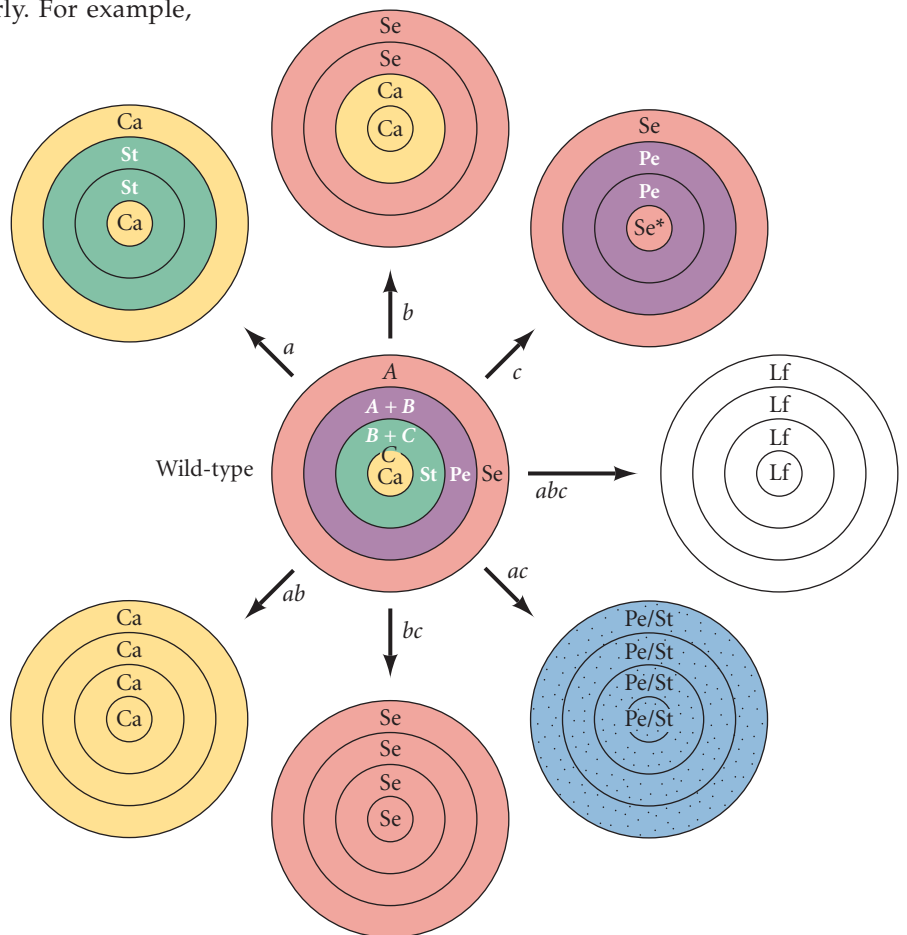 rly. For example,
Se
Se
Ca
Ca
Ca
St
St
Ca
Se
Pe
Pe
Se*
b
a
c
Wild-type
A
A + B
B + C
C
Ca St Pe Se
abc
Lf
Lf
Lf
Lf
ab
bc
ac
Ca
Ca
Ca
Ca
Se
Se
Se
Se
Pe/St
Pe/St
Pe/St
Pe/St